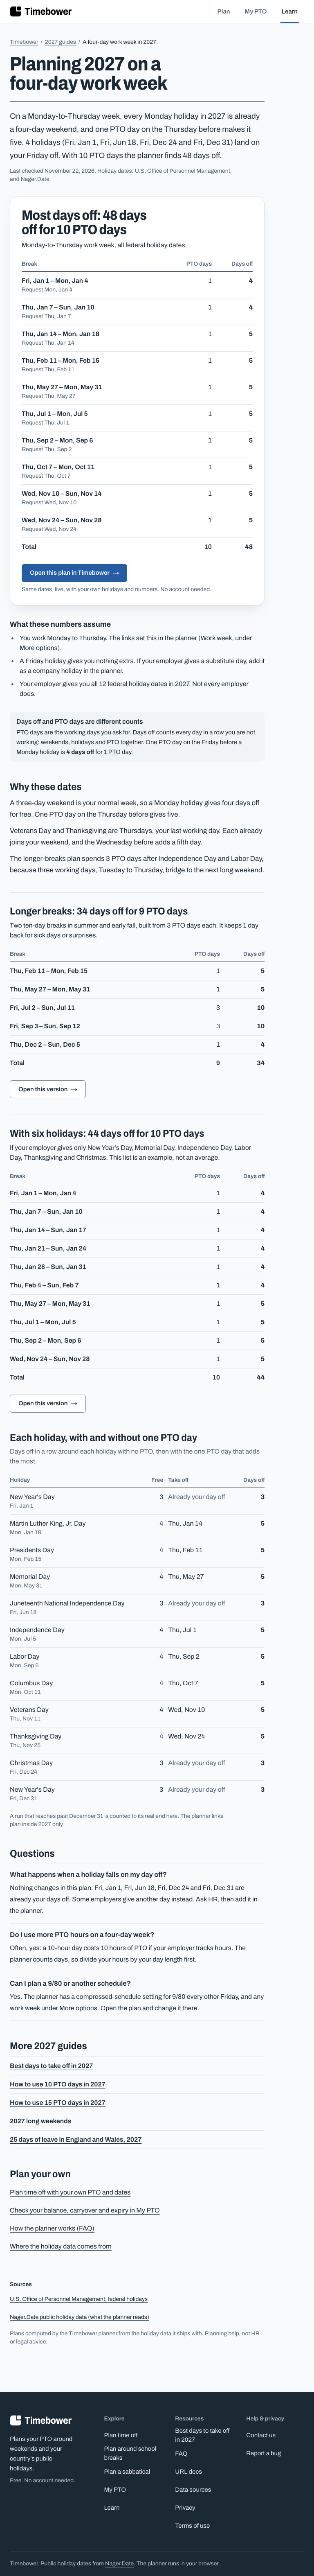 Timebower
Plan My PTO Learn
Timebower / 2027 guides / A four-day work week in 2027
Planning 2027 on a
four-day work week
On a Monday-to-Thursday week, every Monday holiday in 2027 is already
a four-day weekend, and one PTO day on the Thursday before makes it
five. 4 holidays (Fri, Jan 1, Fri, Jun 18, Fri, Dec 24 and Fri, Dec 31) land on
your Friday off. With 10 PTO days the planner finds 48 days off.
Last checked November 22, 2026. Holiday dates: U.S. Office of Personnel Management,
and Nager.Date.
Most days off: 48 days
off for 10 PTO days
Monday-to-Thursday work week, all federal holiday dates.
Break PTO days Days off
Fri, Jan 1 – Mon, Jan 4 1 4
Request Mon, Jan 4
Thu, Jan 7 – Sun, Jan 10 1 4
Request Thu, Jan 7
Thu, Jan 14 – Mon, Jan 18 1 5
Request Thu, Jan 14
Thu, Feb 11 – Mon, Feb 15 1 5
Request Thu, Feb 11
Thu, May 27 – Mon, May 31 1 5
Request Thu, May 27
Thu, Jul 1 – Mon, Jul 5 1 5
Request Thu, Jul 1
Thu, Sep 2 – Mon, Sep 6 1 5
Request Thu, Sep 2
Thu, Oct 7 – Mon, Oct 11 1 5
Request Thu, Oct 7
Wed, Nov 10 – Sun, Nov 14 1 5
Request Wed, Nov 10
Wed, Nov 24 – Sun, Nov 28 1 5
Request Wed, Nov 24
Total 10 48
Open this plan in Timebower →
Same dates, live, with your own holidays and numbers. No account needed.
What these numbers assume
• You work Monday to Thursday. The links set this in the planner (Work week, under
More options).
• A Friday holiday gives you nothing extra. If your employer gives a substitute day, add it
as a company holiday in the planner.
• Your employer gives you all 12 federal holiday dates in 2027. Not every employer
does.
Days off and PTO days are different counts
PTO days are the working days you ask for. Days off counts every day in a row you are not
working: weekends, holidays and PTO together. One PTO day on the Friday before a
Monday holiday is 4 days off for 1 PTO day.
Why these dates
A three-day weekend is your normal week, so a Monday holiday gives four days off
for free. One PTO day on the Thursday before gives five.
Veterans Day and Thanksgiving are Thursdays, your last working day. Each already
joins your weekend, and the Wednesday before adds a fifth day.
The longer-breaks plan spends 3 PTO days after Independence Day and Labor Day,
because three working days, Tuesday to Thursday, bridge to the next long weekend.
Longer breaks: 34 days off for 9 PTO days
Two ten-day breaks in summer and early fall, built from 3 PTO days each. It keeps 1 day
back for sick days or surprises.
Break PTO days Days off
Thu, Feb 11 – Mon, Feb 15 1 5
Thu, May 27 – Mon, May 31 1 5
Fri, Jul 2 – Sun, Jul 11 3 10
Fri, Sep 3 – Sun, Sep 12 3 10
Thu, Dec 2 – Sun, Dec 5 1 4
Total 9 34
Open this version →
With six holidays: 44 days off for 10 PTO days
If your employer gives only New Year's Day, Memorial Day, Independence Day, Labor
Day, Thanksgiving and Christmas. This list is an example, not an average.
Break PTO days Days off
Fri, Jan 1 – Mon, Jan 4 1 4
Thu, Jan 7 – Sun, Jan 10 1 4
Thu, Jan 14 – Sun, Jan 17 1 4
Thu, Jan 21 – Sun, Jan 24 1 4
Thu, Jan 28 – Sun, Jan 31 1 4
Thu, Feb 4 – Sun, Feb 7 1 4
Thu, May 27 – Mon, May 31 1 5
Thu, Jul 1 – Mon, Jul 5 1 5
Thu, Sep 2 – Mon, Sep 6 1 5
Wed, Nov 24 – Sun, Nov 28 1 5
Total 10 44
Open this version →
Each holiday, with and without one PTO day
Days off in a row around each holiday with no PTO, then with the one PTO day that adds
the most.
Holiday Free Take off Days off
New Year's Day 3 Already your day off 3
Fri, Jan 1
Martin Luther King, Jr. Day 4 Thu, Jan 14 5
Mon, Jan 18
Presidents Day 4 Thu, Feb 11 5
Mon, Feb 15
Memorial Day 4 Thu, May 27 5
Mon, May 31
Juneteenth National Independence Day 3 Already your day off 3
Fri, Jun 18
Independence Day 4 Thu, Jul 1 5
Mon, Jul 5
Labor Day 4 Thu, Sep 2 5
Mon, Sep 6
Columbus Day 4 Thu, Oct 7 5
Mon, Oct 11
Veterans Day 4 Wed, Nov 10 5
Thu, Nov 11
Thanksgiving Day 4 Wed, Nov 24 5
Thu, Nov 25
Christmas Day 3 Already your day off 3
Fri, Dec 24
New Year's Day 3 Already your day off 3
Fri, Dec 31
A run that reaches past December 31 is counted to its real end here. The planner links
plan inside 2027 only.
Questions
What happens when a holiday falls on my day off?
Nothing changes in this plan: Fri, Jan 1, Fri, Jun 18, Fri, Dec 24 and Fri, Dec 31 are
already your days off. Some employers give another day instead. Ask HR, then add it in
the planner.
Do I use more PTO hours on a four-day week?
Often, yes: a 10-hour day costs 10 hours of PTO if your employer tracks hours. The
planner counts days, so divide your hours by your day length first.
Can I plan a 9/80 or another schedule?
Yes. The planner has a compressed-schedule setting for 9/80 every other Friday, and any
work week under More options. Open the plan and change it there.
More 2027 guides
Best days to take off in 2027
How to use 10 PTO days in 2027
How to use 15 PTO days in 2027
2027 long weekends
25 days of leave in England and Wales, 2027
Plan your own
Plan time off with your own PTO and dates
Check your balance, carryover and expiry in My PTO
How the planner works (FAQ)
Where the holiday data comes from
Sources
U.S. Office of Personnel Management, federal holidays
Nager.Date public holiday data (what the planner reads)
Plans computed by the Timebower planner from the holiday data it ships with. Planning help, not HR
or legal advice.
Timebower
Plans your PTO around
weekends and your
country's public
holidays.
Free. No account needed.
Explore
Plan time off
Plan around school
breaks
Plan a sabbatical
My PTO
Learn
Resources
Best days to take off
in 2027
FAQ
URL docs
Data sources
Privacy
Terms of use
Help & privacy
Contact us
Report a bug
Timebower. Public holiday dates from Nager.Date. The planner runs in your browser.